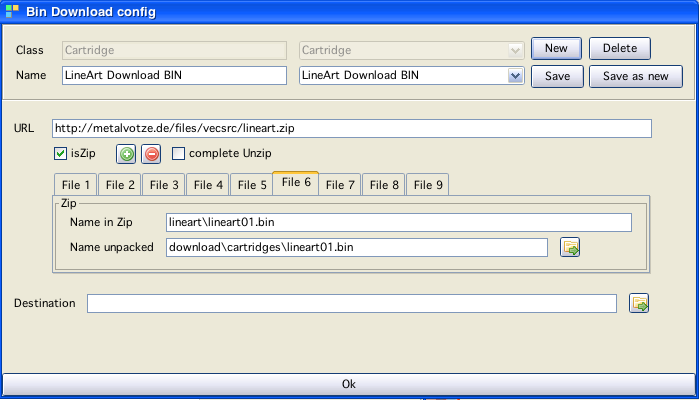 Bin Download config
Class Cartridge Cartridge New Delete
Name LineArt Download BIN LineArt Download BIN Save Save as new
URL http://metalvotze.de/files/vecsrc/lineart.zip
isZip complete Unzip
File 1 File 2 File 3 File 4 File 5 File 6 File 7 File 8 File 9
Zip
Name in Zip lineart\lineart01.bin
Name unpacked download\cartridges\lineart01.bin
Destination
Ok